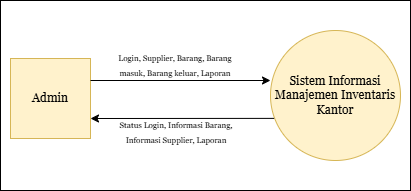 Login, Supplier, Barang, Barang
masuk, Barang keluar, Laporan
Admin
Sistem Informasi
Manajemen Inventaris
Kantor
Status Login, Informasi Barang,
Informasi Supplier, Laporan